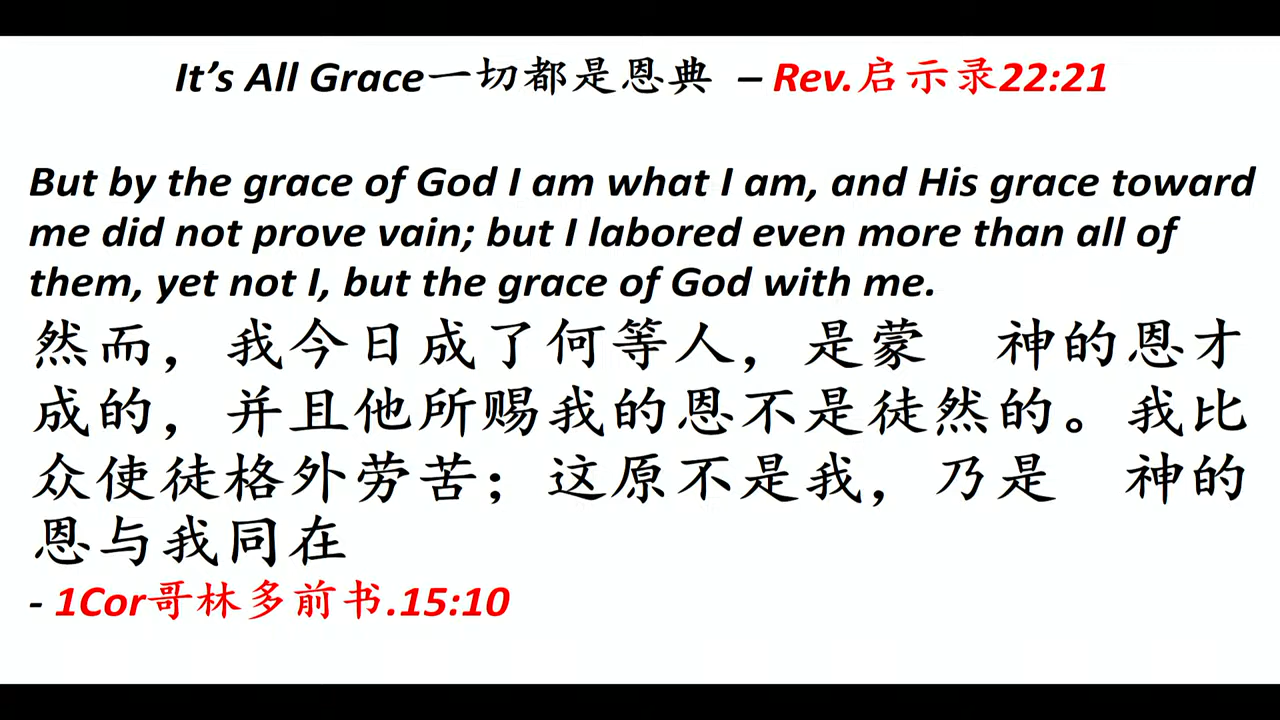 It’s All Grace一切都是恩典 – Rev.启示录22:21
But by the grace of God I am what I am, and His grace toward
me did not prove vain; but I labored even more than all of
them, yet not I, but the grace of God with me.
然而，我今日成了何等人，是蒙　神的恩才
成的，并且他所赐我的恩不是徒然的。我比
众使徒格外劳苦；这原不是我，乃是　神的
恩与我同在
- 1Cor哥林多前书.15:10